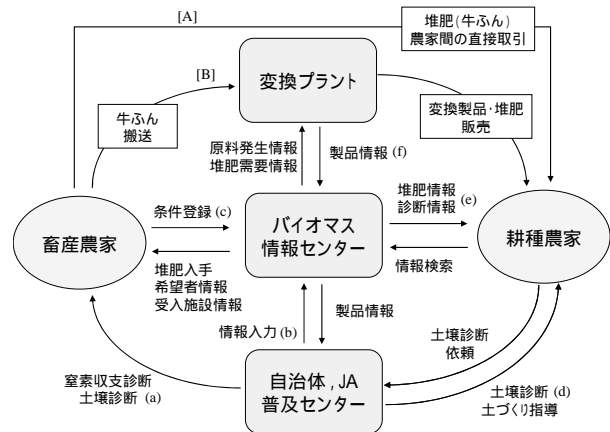 [A]
堆肥(牛ふん)
農家間の直接取引
[B]
変換プラント
牛ふん
搬送
変換製品･堆肥
販売
原料発生情報
堆肥需要情報
製品情報 (f)
条件登録 (c)
堆肥情報
診断情報 (e)
畜産農家
バイオマス
情報センター
耕種農家
堆肥入手
希望者情報
受入施設情報
情報検索
情報入力 (b)
製品情報
土壌診断
依頼
窒素収支診断
土壌診断 (a)
自治体 , JA
普及センター
土壌診断 (d)
土づくり指導